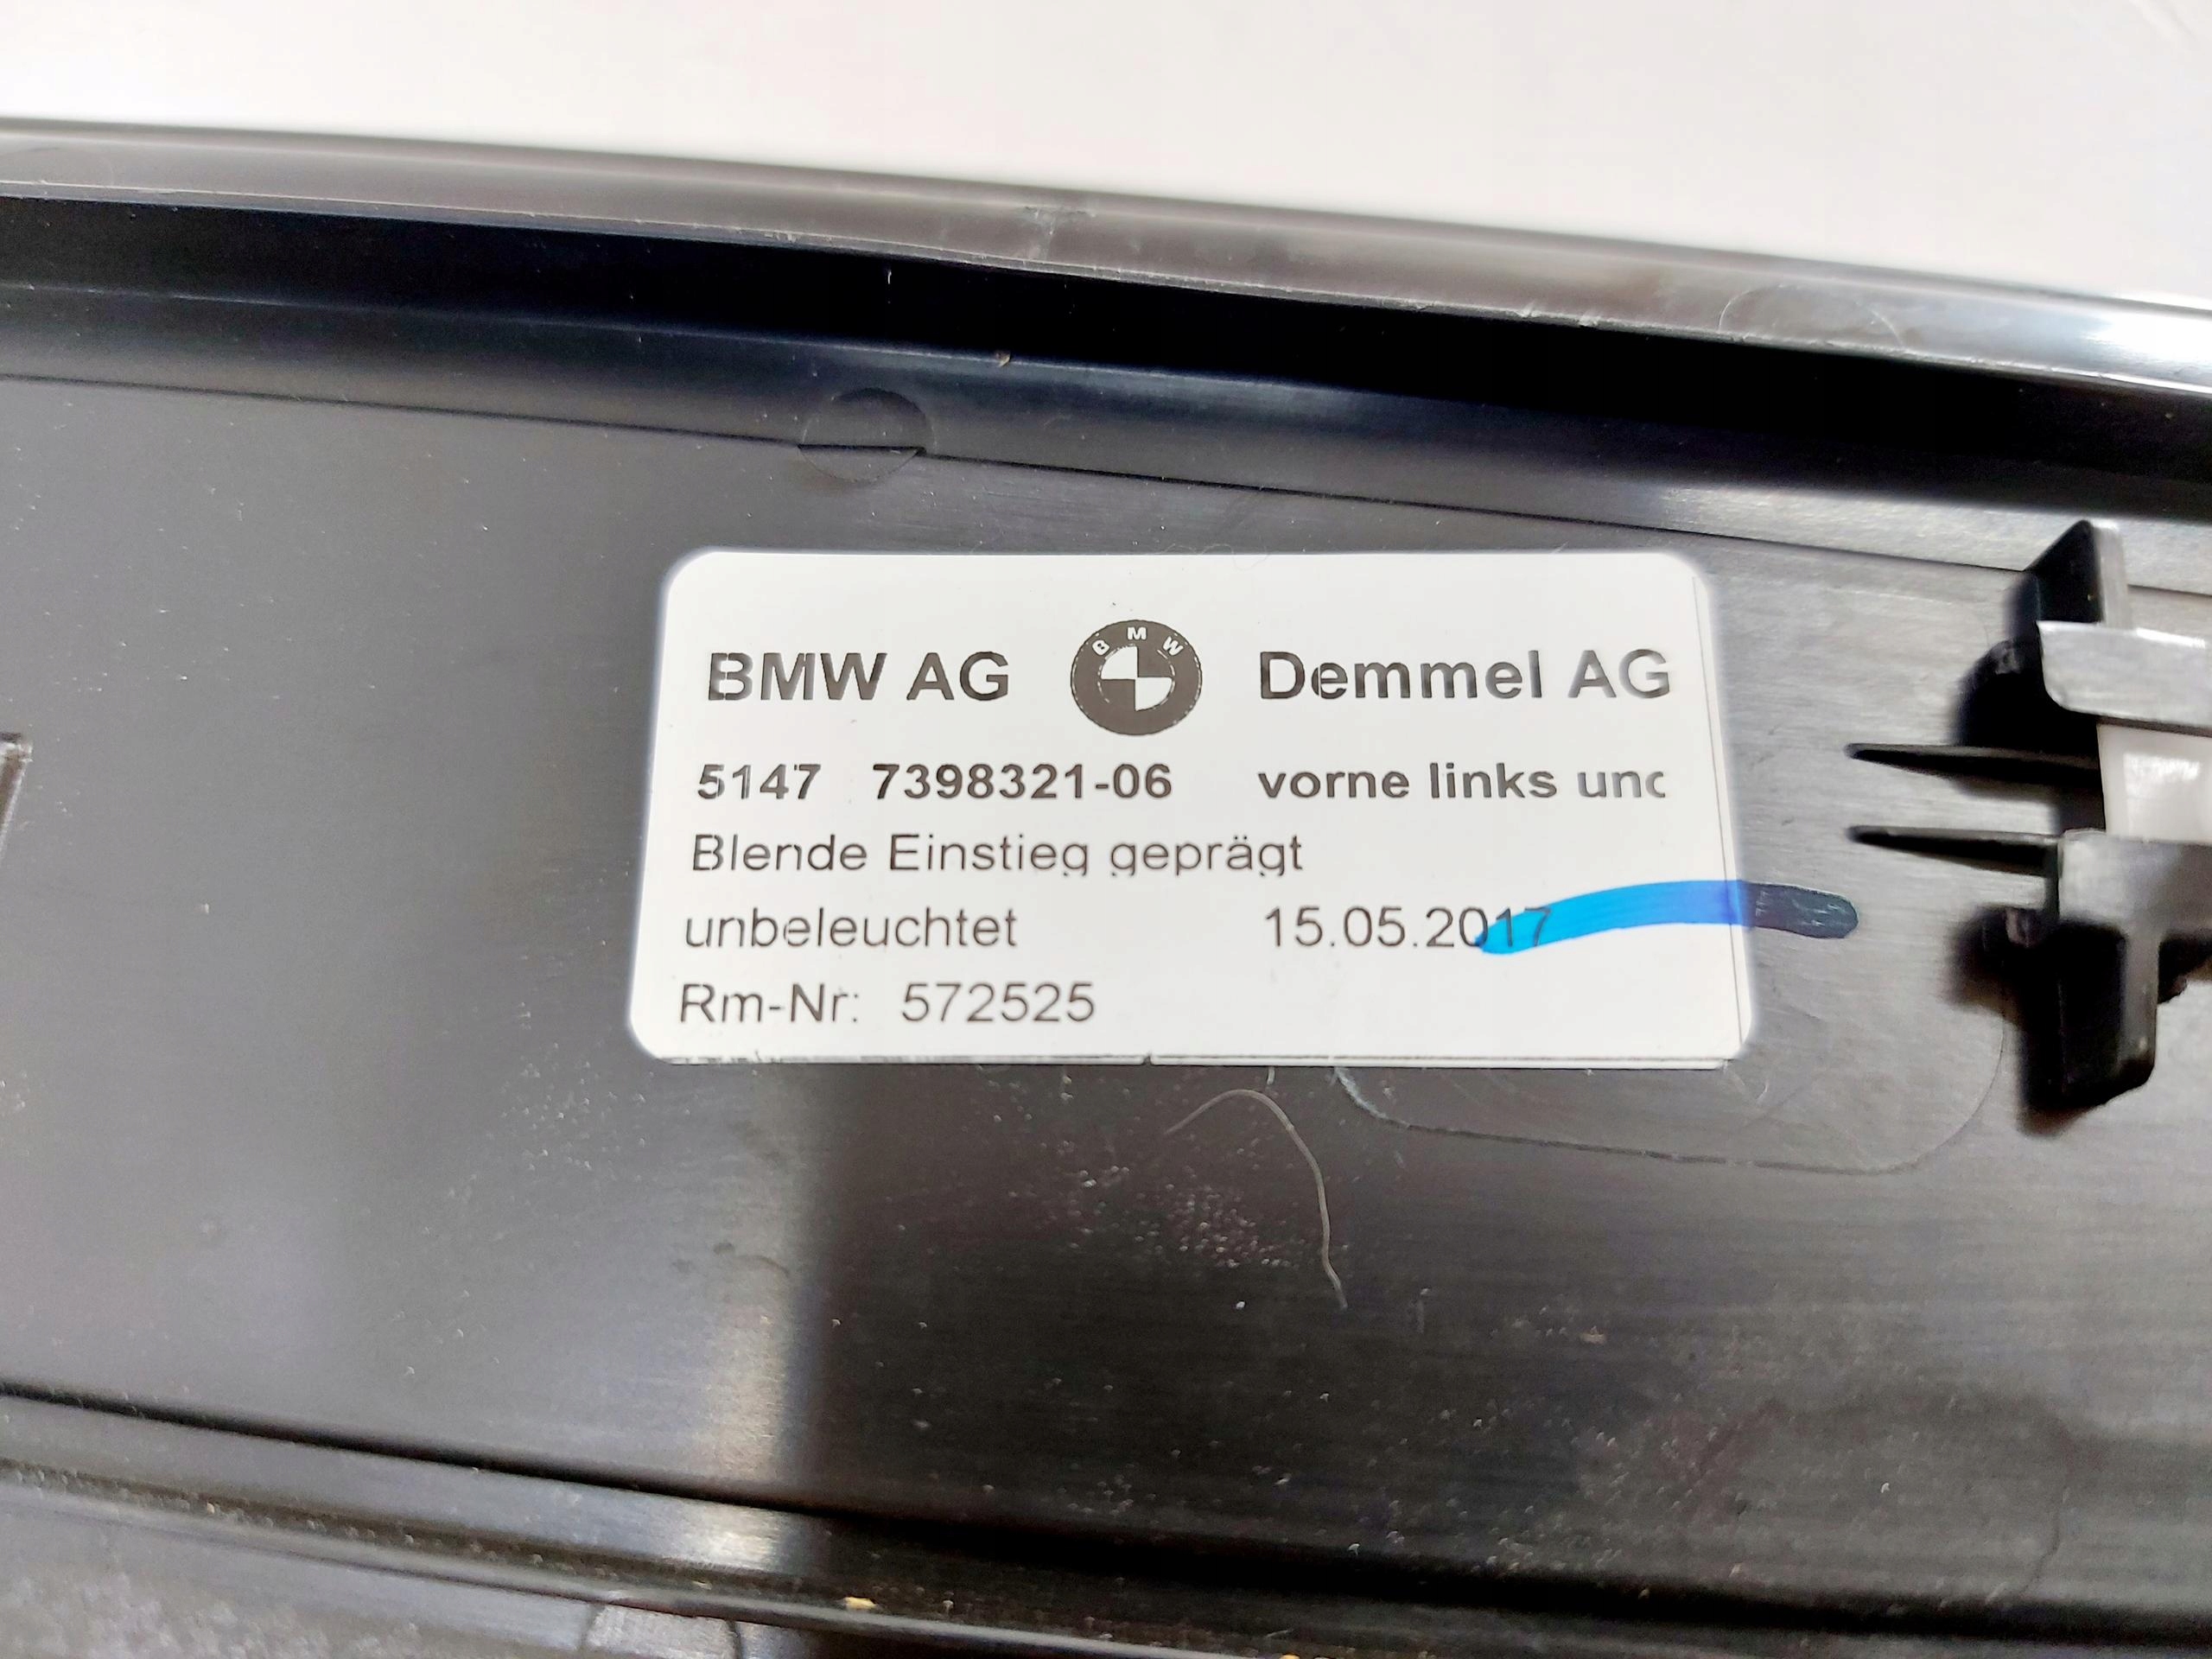 BMW AG BMW Demmel AG
5147 7398321-06 vorne links unc
Blende Einstieg geprägt
unbeleuchtet 15.05.2017
Rm-Nr: 572525